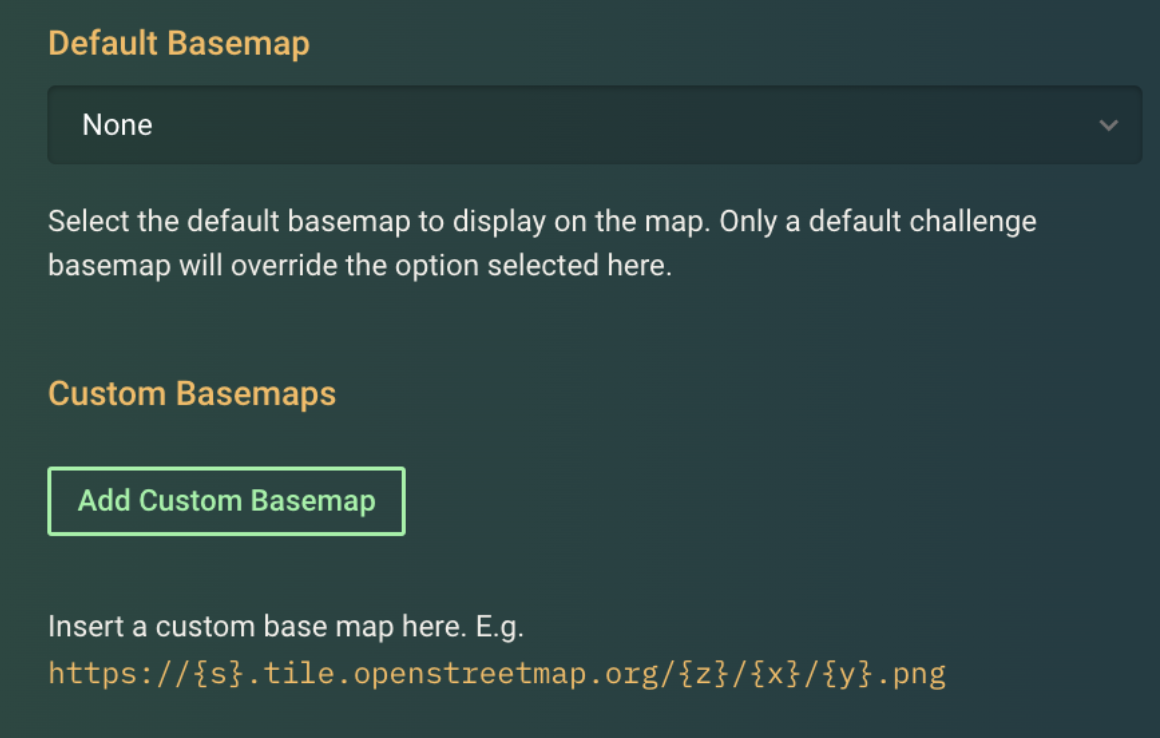 Default Basemap
None
Select the default basemap to display on the map. Only a default challenge
basemap will override the option selected here.
Custom Basemaps
Add Custom Basemap
Insert a custom base map here. E.g.
https://{s}.tile.openstreetmap.org/{z}/{x}/{y}.png